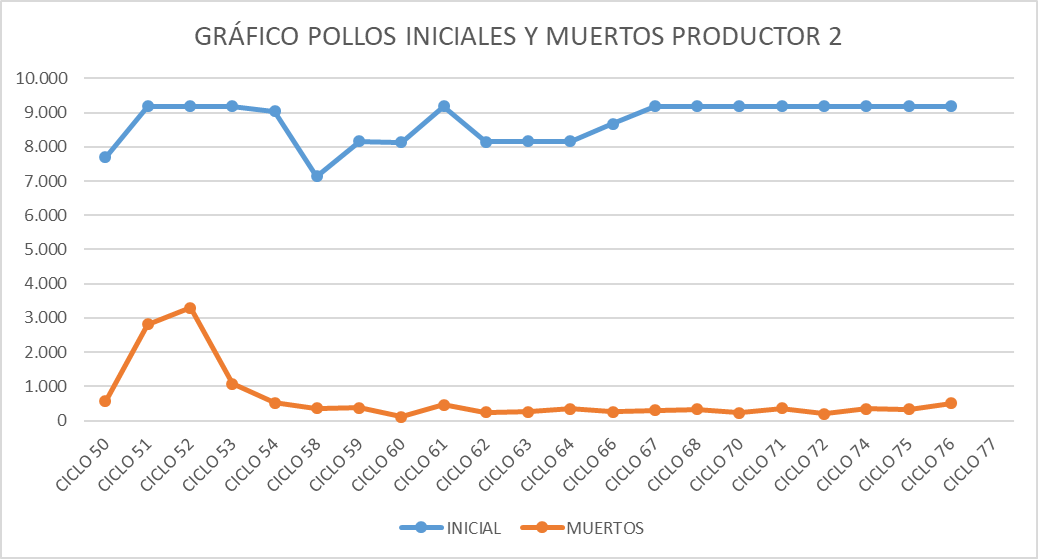 GRÁFICO POLLOS INICIALES Y MUERTOS PRODUCTOR 2
10.000
9.000
8.000
7.000
6.000
5.000
4.000
3.000
2.000
1.000
0
CICLO 50
CICLO 51
CICLO 52
CICLO 53
CICLO 54
CICLO 58
CICLO 59
CICLO 60
CICLO 61
CICLO 62
CICLO 63
CICLO 64
CICLO 66
CICLO 67
CICLO 68
CICLO 70
CICLO 71
CICLO 72
CICLO 74
CICLO 75
CICLO 76
CICLO 77
INICIAL MUERTOS